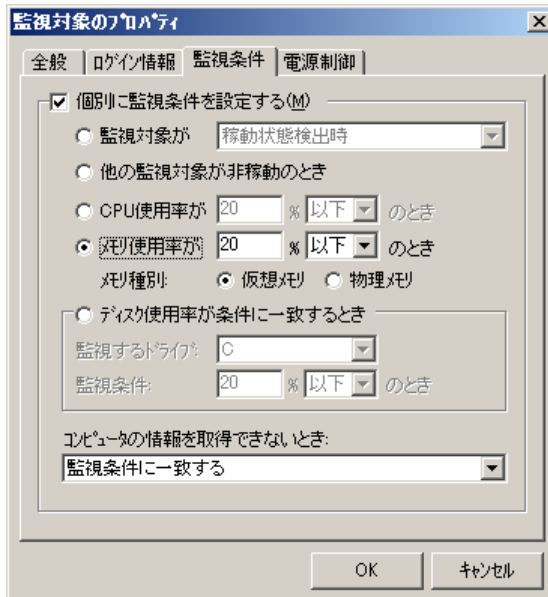 監視対象のﾌﾟﾛﾊﾟﾃｨ
全般 ﾛｸﾞｲﾝ情報 監視条件 電源制御
個別に監視条件を設定する(M)
監視対象が 稼動状態検出時
他の監視対象が非稼動のとき
CPU使用率が 20 % 以下 のとき
ﾒﾓﾘ使用率が 20 % 以下 のとき
ﾒﾓﾘ種別: 仮想ﾒﾓﾘ 物理ﾒﾓﾘ
ﾃﾞｨｽｸ使用率が条件に一致するとき
監視するﾄﾞﾗｲﾌﾞ: C
監視条件: 20 % 以下 のとき
ｺﾝﾋﾟｭｰﾀの情報を取得できないとき:
監視条件に一致する
OK ｷｬﾝｾﾙ